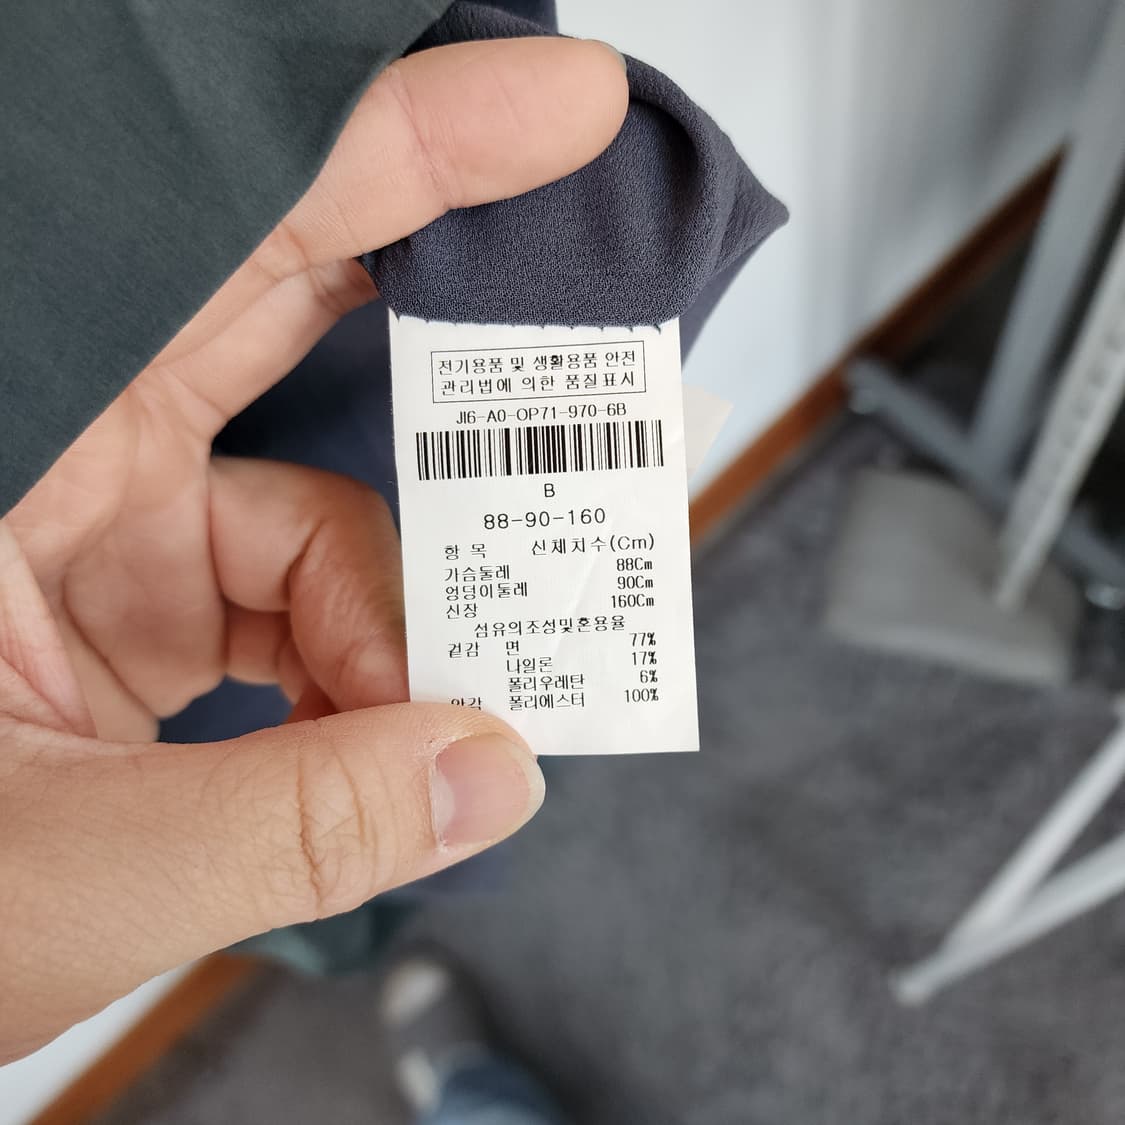 전기용품 및 생활용품 안전
관리법에 의한 품질표시
JI6-A0-OP71-970-6B
B
88-90-160
항 목 신체치수(Cm)
가슴둘레 88Cm
엉덩이둘레 90Cm
신장 160Cm
섬유의조성및혼용율
겉감 면 77%
나일론 17%
폴리우레탄 6%
안감 폴리에스터 100%